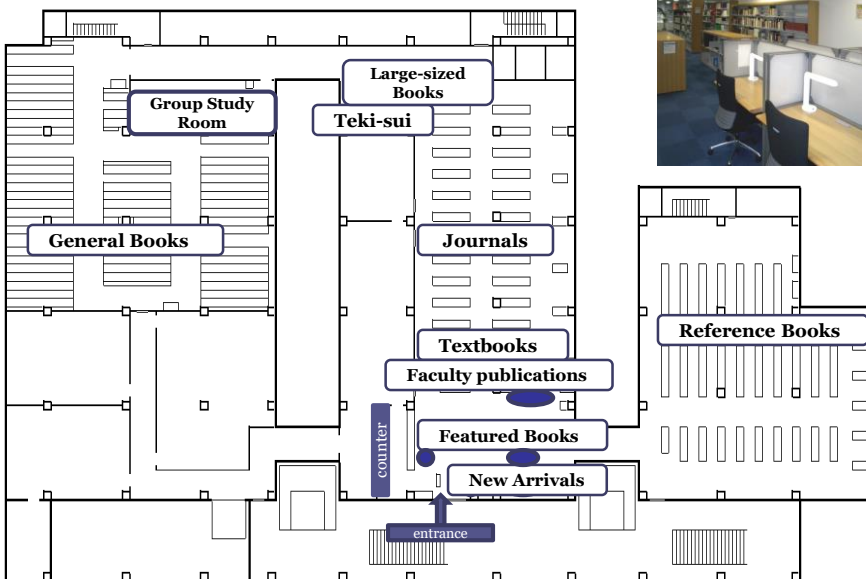 Large-sized
Books
Group Study
Room
Teki-sui
General Books
Journals
Reference Books
Textbooks
Faculty publications
counter
Featured Books
New Arrivals
entrance